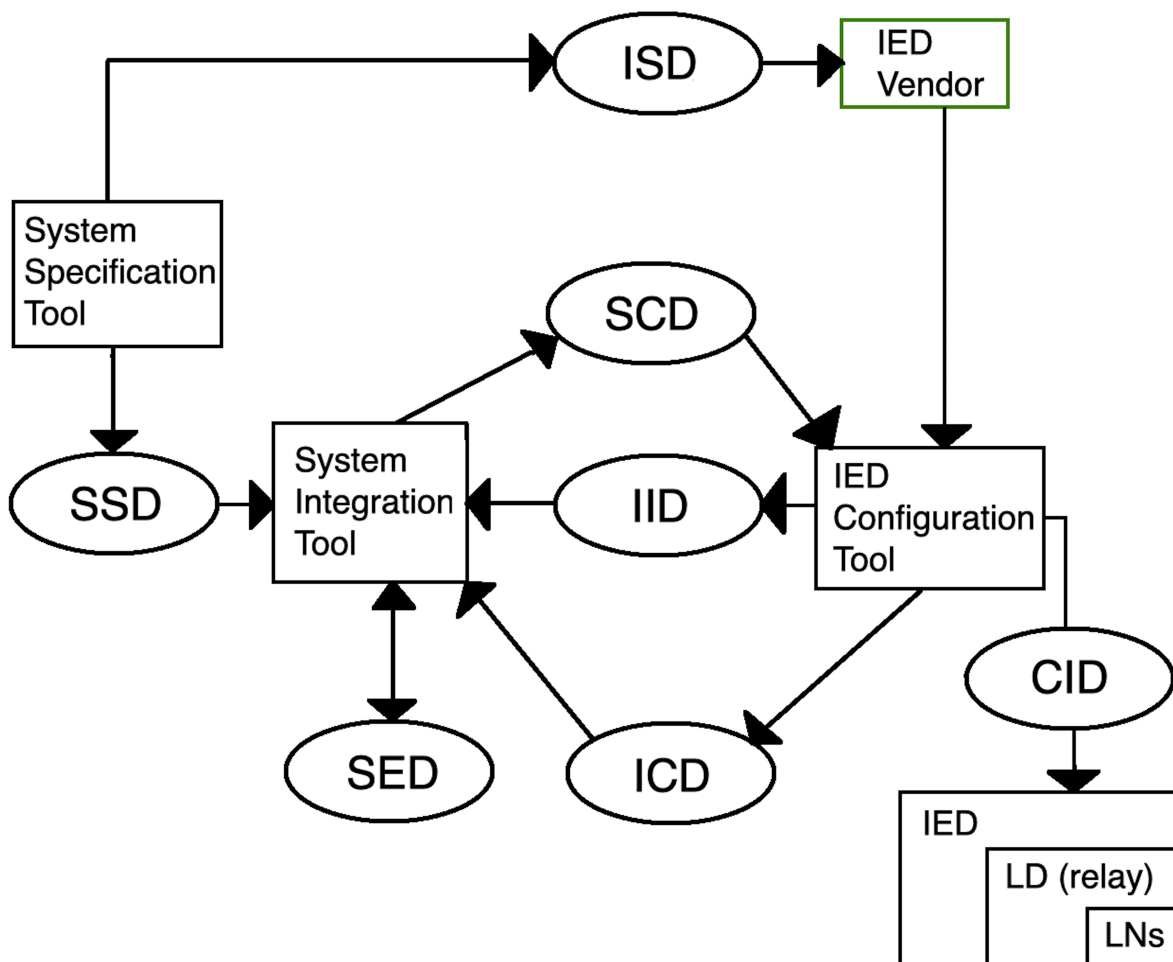 ISD
IED
Vendor
System
Specification
Tool
SCD
SSD
System
Integration
Tool
IID
IED
Configuration
Tool
CID
SED
ICD
IED
LD (relay)
LNs